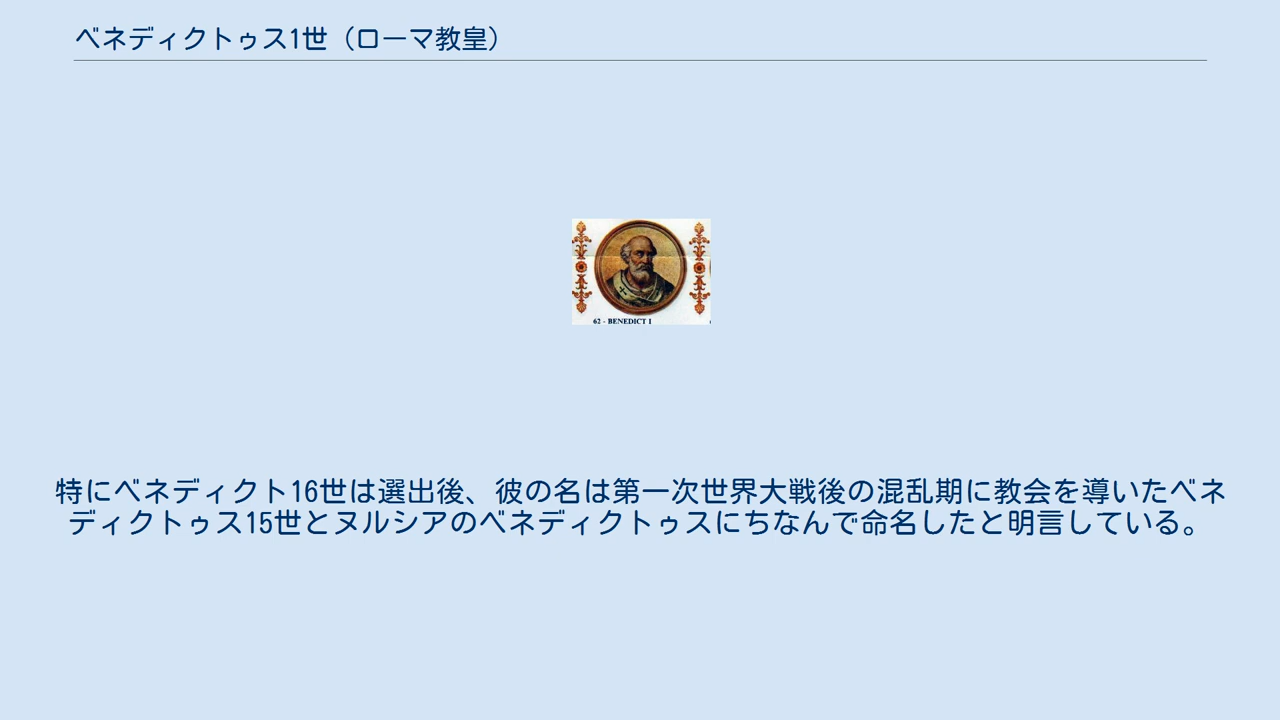 ベネディクトゥス1世（ローマ教皇）
62 - BENEDICT I
特にベネディクト16世は選出後、彼の名は第一次世界大戦後の混乱期に教会を導いたベネ
ディクトゥス15世とヌルシアのベネディクトゥスにちなんで命名したと明言している。